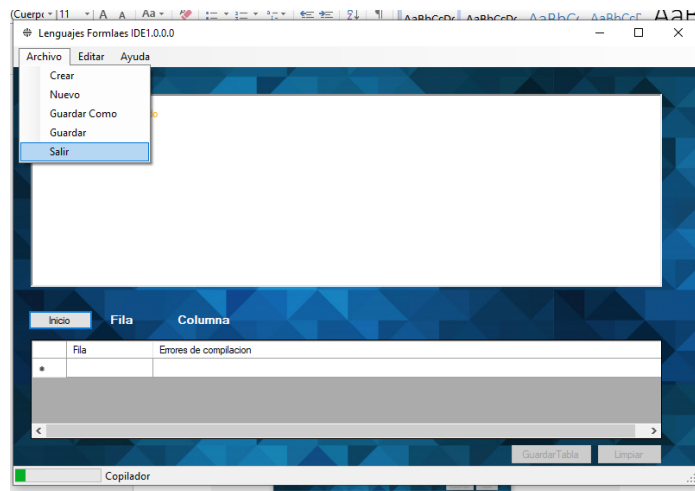 (Cuerpo 11 A A Aa
AaBbCcDc AaBbCcDc AaBbC AaBbCcD AaB
Lenguajes Formlaes IDE1.0.0.0
Archivo Editar Ayuda
Crear
Nuevo
Guardar Como
Guardar
Salir
Inicio Fila Columna
Fila Errores de compilacion
GuardarTabla Limpiar
Copilador